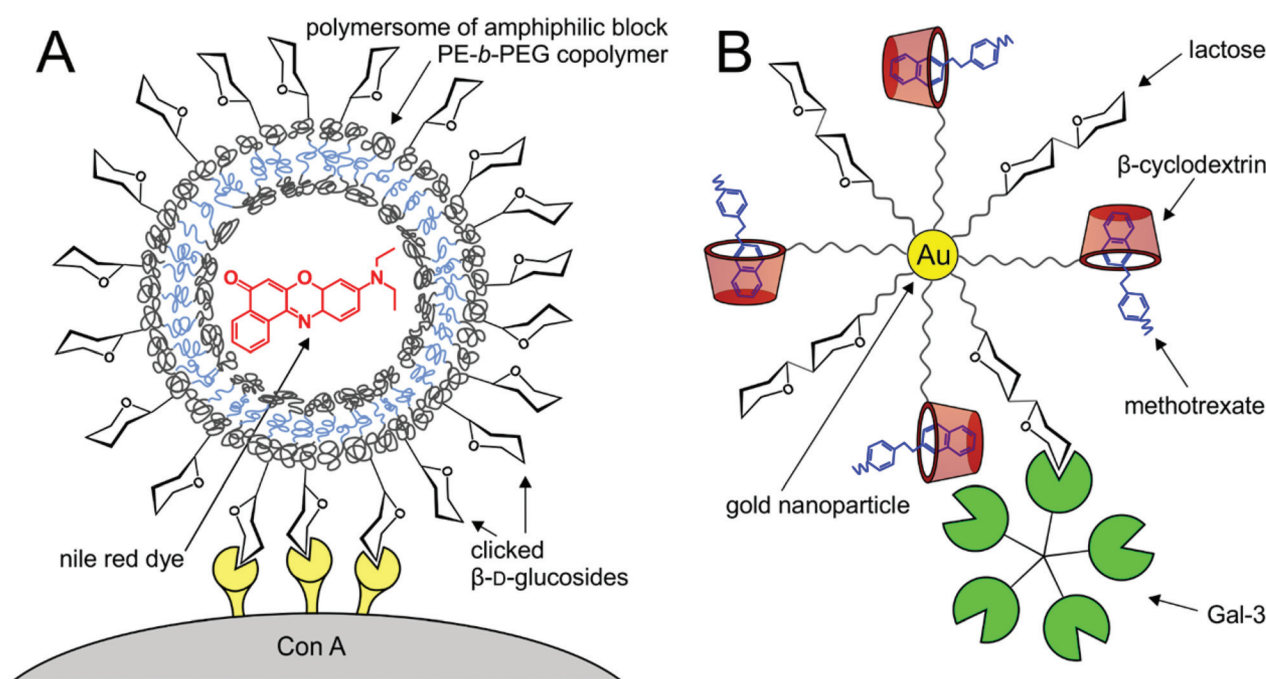 A
polymersome of amphiphilic block
PE-b-PEG copolymer
O
O
N
N
nile red dye
clicked
β-D-glucosides
Con A
B
lactose
β-cyclodextrin
Au
methotrexate
gold nanoparticle
Gal-3